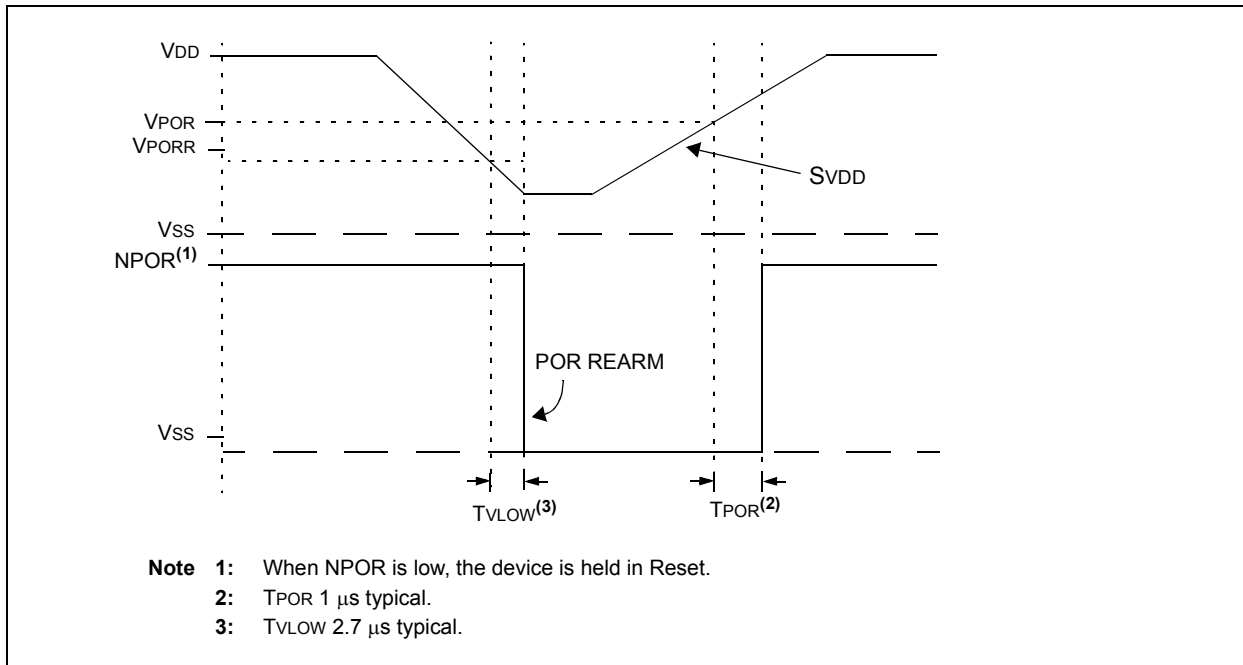 VDD
VPOR
VPORR
SVDD
VSS
NPOR(1)
POR REARM
VSS
TVLOW(3)
TPOR(2)
Note 1: When NPOR is low, the device is held in Reset.
2: TPOR 1 μs typical.
3: TVLOW 2.7 μs typical.